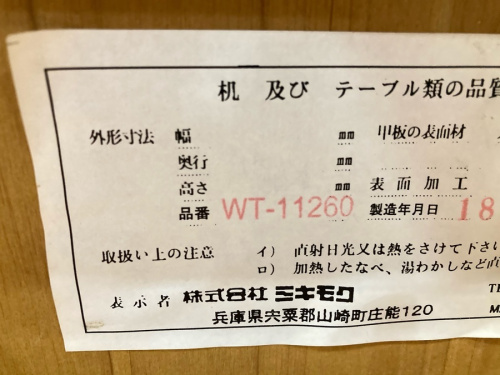 机 及び テーブル類の品質
外形寸法 幅 mm 甲板の表面材
奥行 mm
高さ mm 表面加工
品番 WT-11260 製造年月日 18
取扱い上の注意 イ) 直射日光又は熱をさけて下さい
ロ) 加熱したなべ、湯わかしなど直
表示者 株式会社 ミキモク TE
兵庫県宍粟郡山崎町庄能120 MA